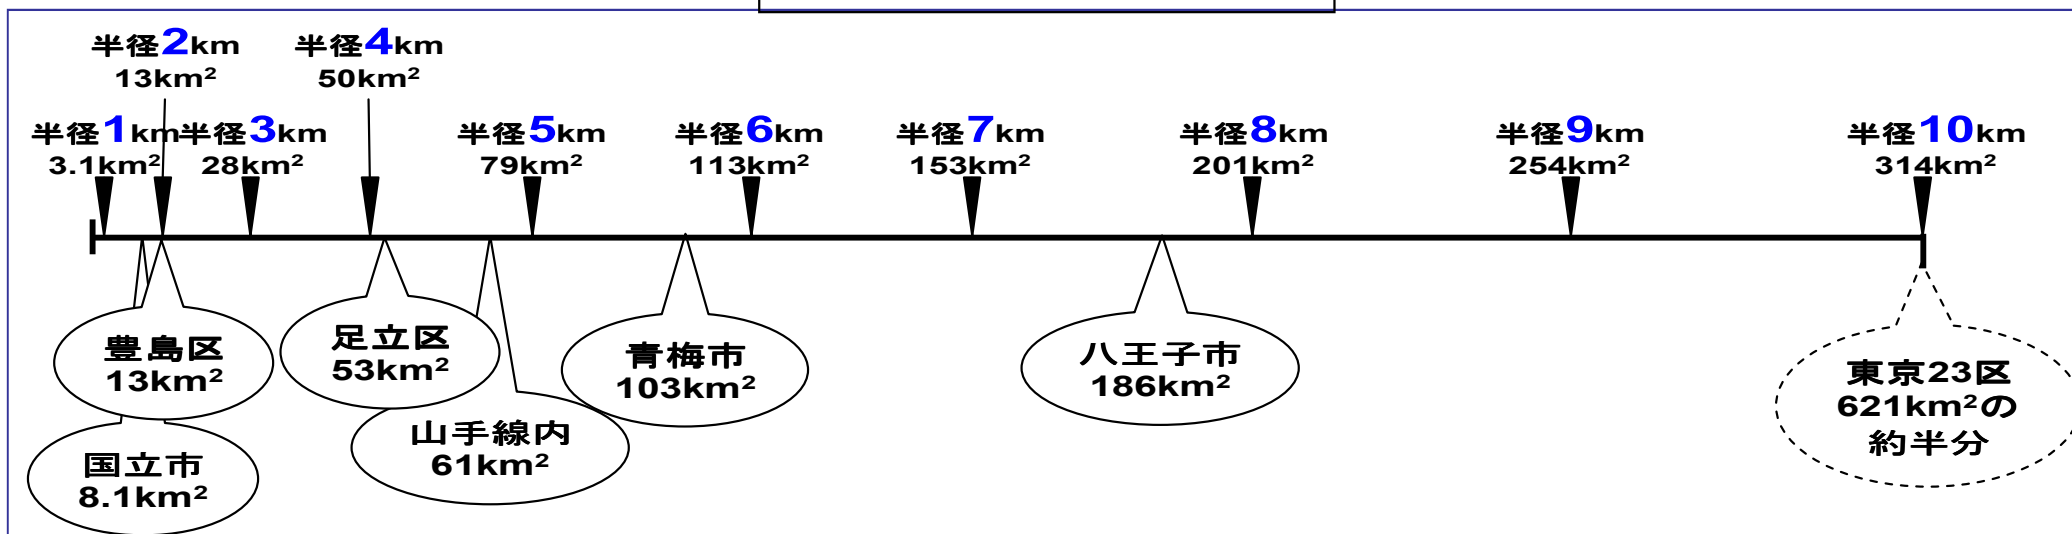 半径2km
13km²
半径4km
50km²
半径1km
3.1km²
半径3km
28km²
半径5km
79km²
半径6km
113km²
半径7km
153km²
半径8km
201km²
半径9km
254km²
半径10km
314km²
豊島区
13km²
足立区
53km²
青梅市
103km²
八王子市
186km²
東京23区
621km²の
約半分
山手線内
61km²
国立市
8.1km²